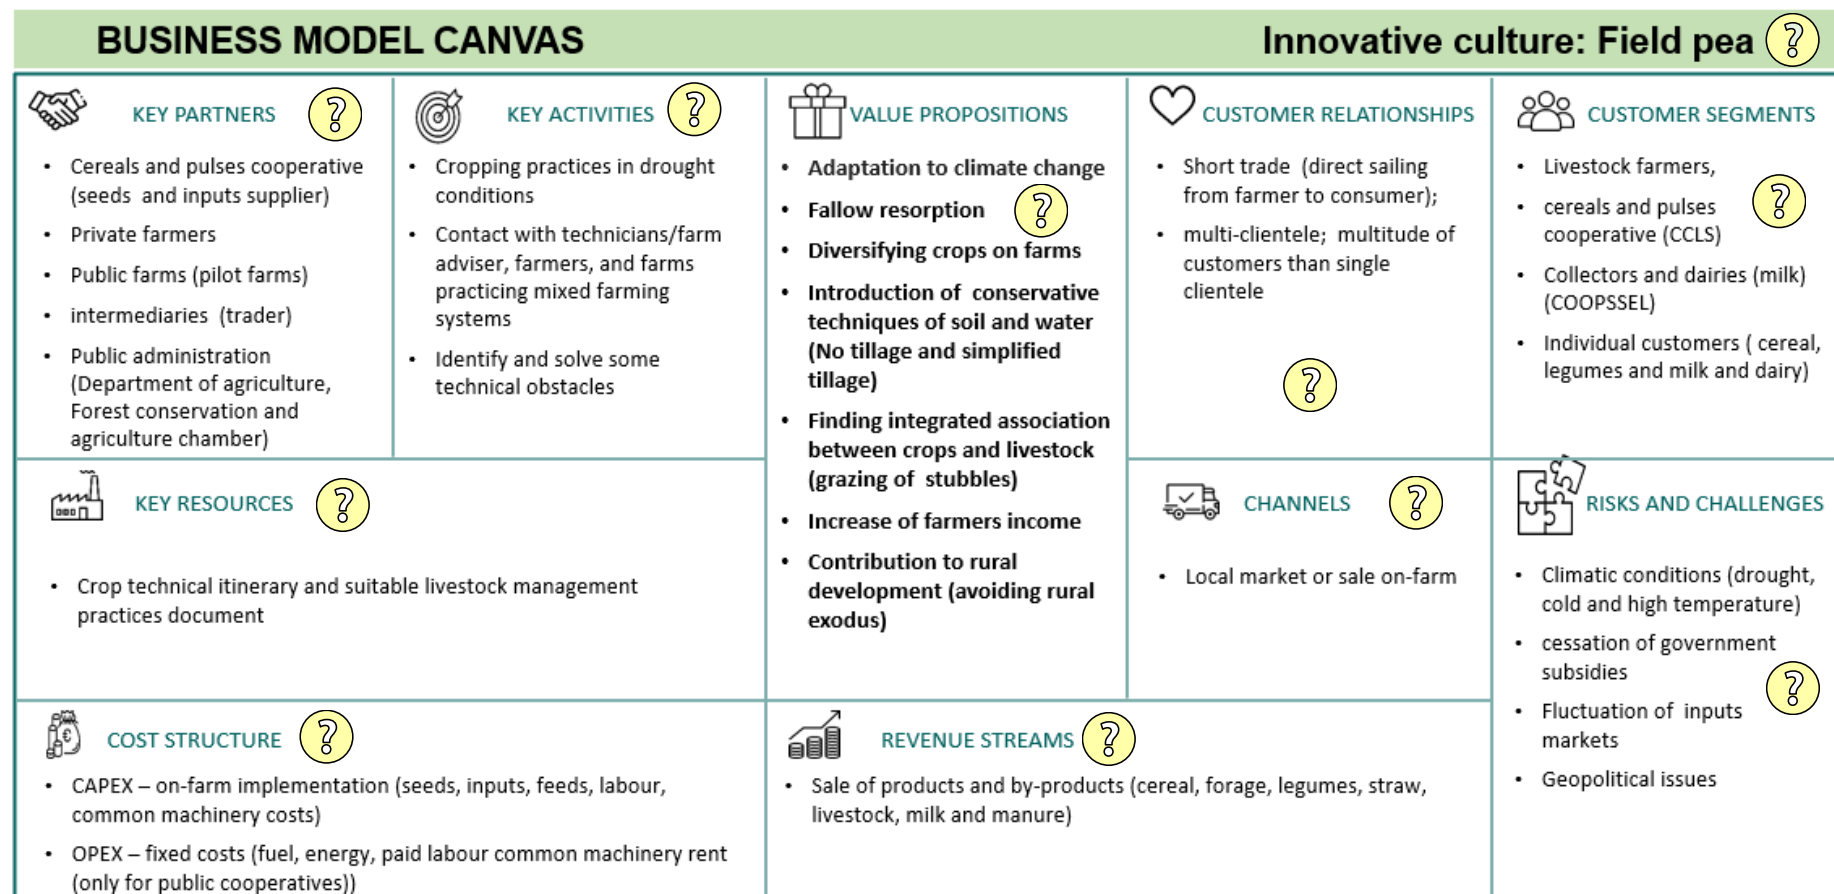 BUSINESS MODEL CANVAS
Innovative culture: Field pea ?
KEY PARTNERS ?
• Cereals and pulses cooperative
(seeds and inputs supplier)
• Private farmers
• Public farms (pilot farms)
• intermediaries (trader)
• Public administration
(Department of agriculture,
Forest conservation and
agriculture chamber)
KEY ACTIVITIES ?
• Cropping practices in drought
conditions
• Contact with technicians/farm
adviser, farmers, and farms
practicing mixed farming
systems
• Identify and solve some
technical obstacles
VALUE PROPOSITIONS
• Adaptation to climate change
• Fallow resorption ?
• Diversifying crops on farms
• Introduction of conservative
techniques of soil and water
(No tillage and simplified
tillage)
• Finding integrated association
between crops and livestock
(grazing of stubbles)
• Increase of farmers income
• Contribution to rural
development (avoiding rural
exodus)
CUSTOMER RELATIONSHIPS
• Short trade (direct sailing
from farmer to consumer);
• multi-clientele; multitude of
customers than single
clientele
?
CUSTOMER SEGMENTS
• Livestock farmers,
?
• cereals and pulses
cooperative (CCLS)
• Collectors and dairies (milk)
(COOPSSEL)
• Individual customers ( cereal,
legumes and milk and dairy)
KEY RESOURCES ?
• Crop technical itinerary and suitable livestock management
practices document
CHANNELS ?
• Local market or sale on-farm
RISKS AND CHALLENGES
• Climatic conditions (drought,
cold and high temperature)
• cessation of government
subsidies
?
• Fluctuation of inputs
markets
• Geopolitical issues
€
COST STRUCTURE ?
• CAPEX – on-farm implementation (seeds, inputs, feeds, labour,
common machinery costs)
• OPEX – fixed costs (fuel, energy, paid labour common machinery rent
(only for public cooperatives))
REVENUE STREAMS ?
• Sale of products and by-products (cereal, forage, legumes, straw,
livestock, milk and manure)